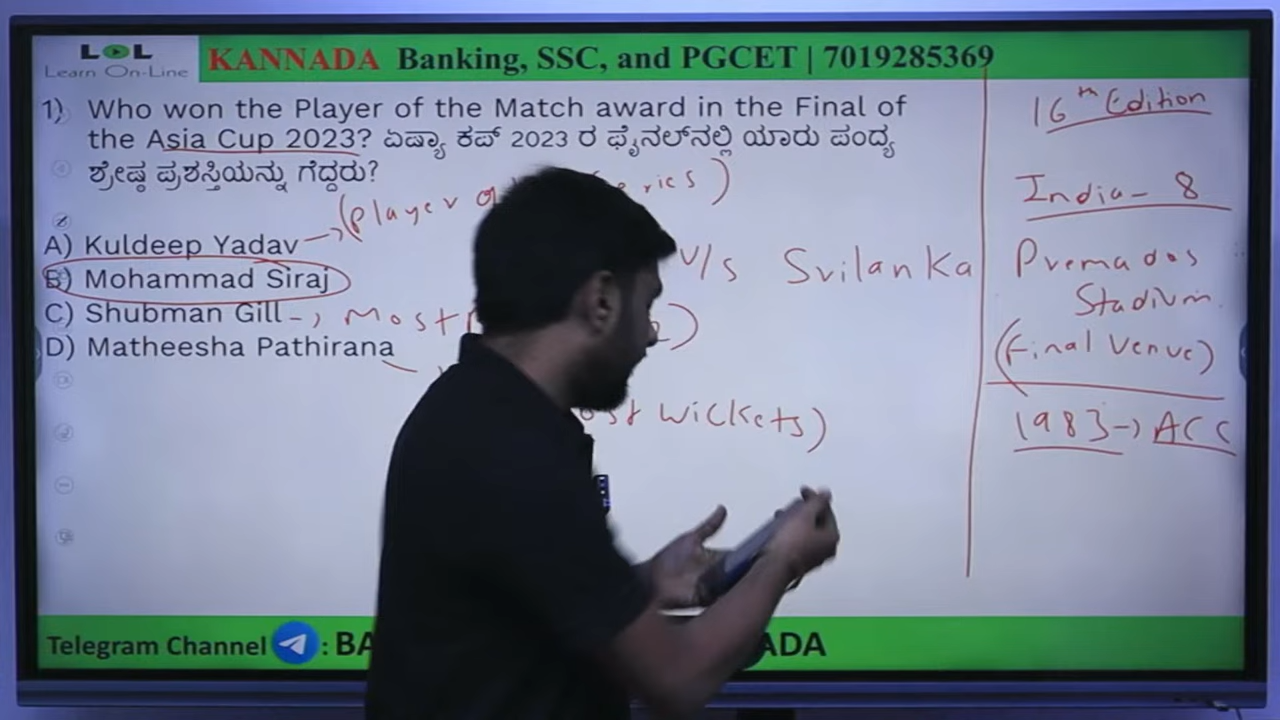 LOL
Learn On-Line
KANNADA Banking, SSC, and PGCET | 7019285369
1) Who won the Player of the Match award in the Final of
the Asia Cup 2023? ಏಷ್ಯಾ ಕಪ್ 2023 ರ ಫೈನಲ್‌ನಲ್ಲಿ ಯಾರು ಪಂದ್ಯ
ಶ್ರೇಷ್ಠ ಪ್ರಶಸ್ತಿಯನ್ನು ಗೆದ್ದರು?
(Player
A) Kuldeep Yadav
B) Mohammad Siraj
V/s Srilanka
C) Shubman Gill
Most
D) Matheesha Pathirana
Wickets)
16th Edition
India - 8
Premadas
Stadium.
(Final Venue)
1983 -> ACC
Telegram Channel : BA ADA